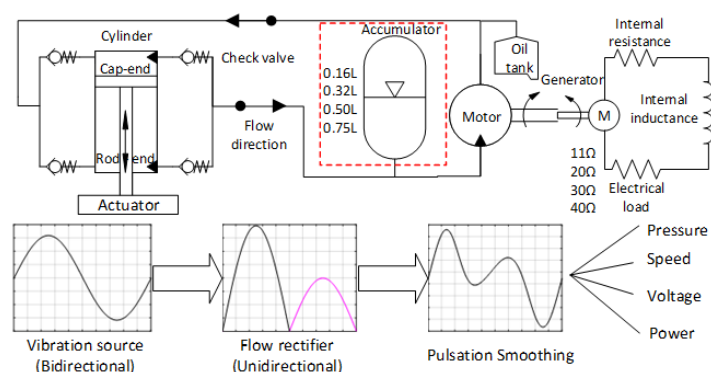 Cylinder
Cap-end
Rod end
Actuator
Check valve
Flow
direction
Accumulator
0.16L
0.32L
0.50L
0.75L
Motor
Oil
tank
Generator
M
Internal
resistance
Internal
inductance
11Ω
20Ω
30Ω
40Ω
Electrical
load
Vibration source
(Bidirectional)
Flow rectifier
(Unidirectional)
Pulsation Smoothing
Pressure
Speed
Voltage
Power